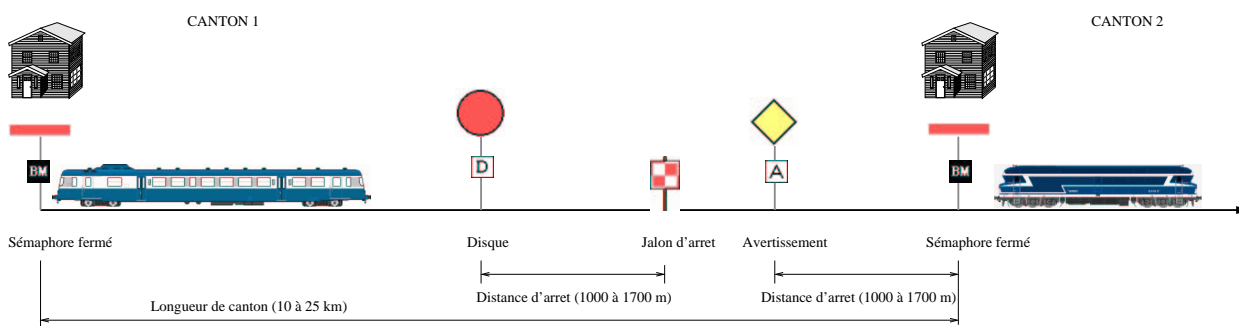 CANTON 1
CANTON 2
BM
D
A
BM
Sémaphore fermé
Disque
Jalon d'arret
Avertissement
Sémaphore fermé
Distance d'arret (1000 à 1700 m)
Distance d'arret (1000 à 1700 m)
Longueur de canton (10 à 25 km)